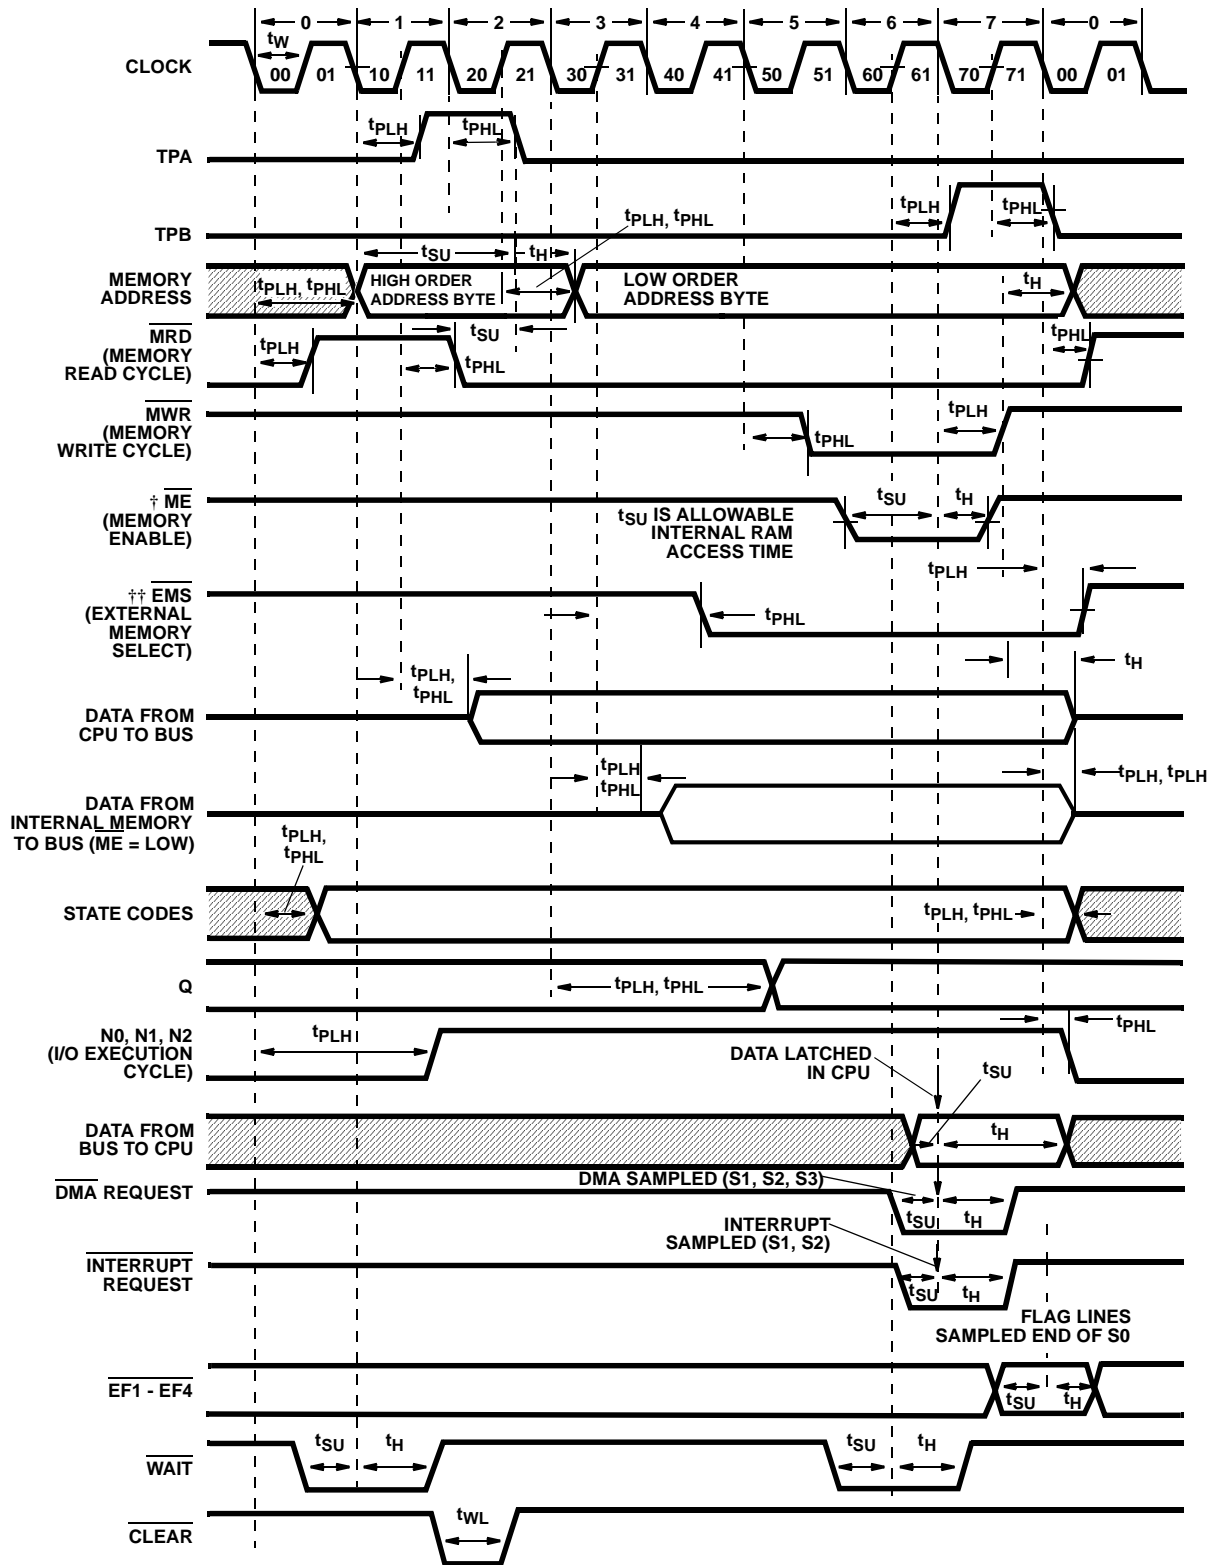 0 1 2 3 4 5 6 7 0
tW
CLOCK
00 01 10 11 20 21 30 31 40 41 50 51 60 61 70 71 00 01
tPLH tPHL
TPA
tPLH tPHL
TPB
tPLH, tPHL
tSU tH
MEMORY
ADDRESS
tPLH, tPHL
HIGH ORDER
ADDRESS BYTE
LOW ORDER
ADDRESS BYTE
tH
MRD
(MEMORY
READ CYCLE)
tPLH
tSU
tPHL
tPHL
MWR
(MEMORY
WRITE CYCLE)
tPHL
tPLH
† ME
(MEMORY
ENABLE)
tSU IS ALLOWABLE
INTERNAL RAM
ACCESS TIME
tSU tH
tPLH
†† EMS
(EXTERNAL
MEMORY
SELECT)
tPHL
tH
tPLH,
tPHL
DATA FROM
CPU TO BUS
tPLH
tPHL
tPLH, tPLH
DATA FROM
INTERNAL MEMORY
TO BUS (ME = LOW)
tPLH,
tPHL
STATE CODES
tPLH, tPHL
Q
tPLH, tPHL
N0, N1, N2
(I/O EXECUTION
CYCLE)
tPLH
tPHL
DATA LATCHED
IN CPU
tSU
DATA FROM
BUS TO CPU
tH
DMA SAMPLED (S1, S2, S3)
DMA REQUEST
tSU tH
INTERRUPT
SAMPLED (S1, S2)
INTERRUPT
REQUEST
tSU tH
FLAG LINES
SAMPLED END OF S0
EF1 - EF4
tSU tH
WAIT
tSU tH tSU tH
CLEAR
tWL